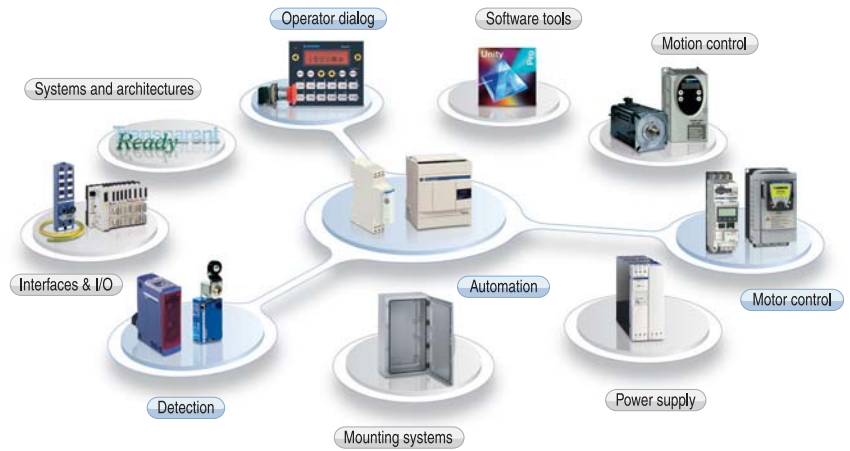 Operator dialog
Software tools
Motion control
Systems and architectures
Unity
Pro
Transparent
Ready
Interfaces & I/O
Automation
Motor control
Detection
Power supply
Mounting systems